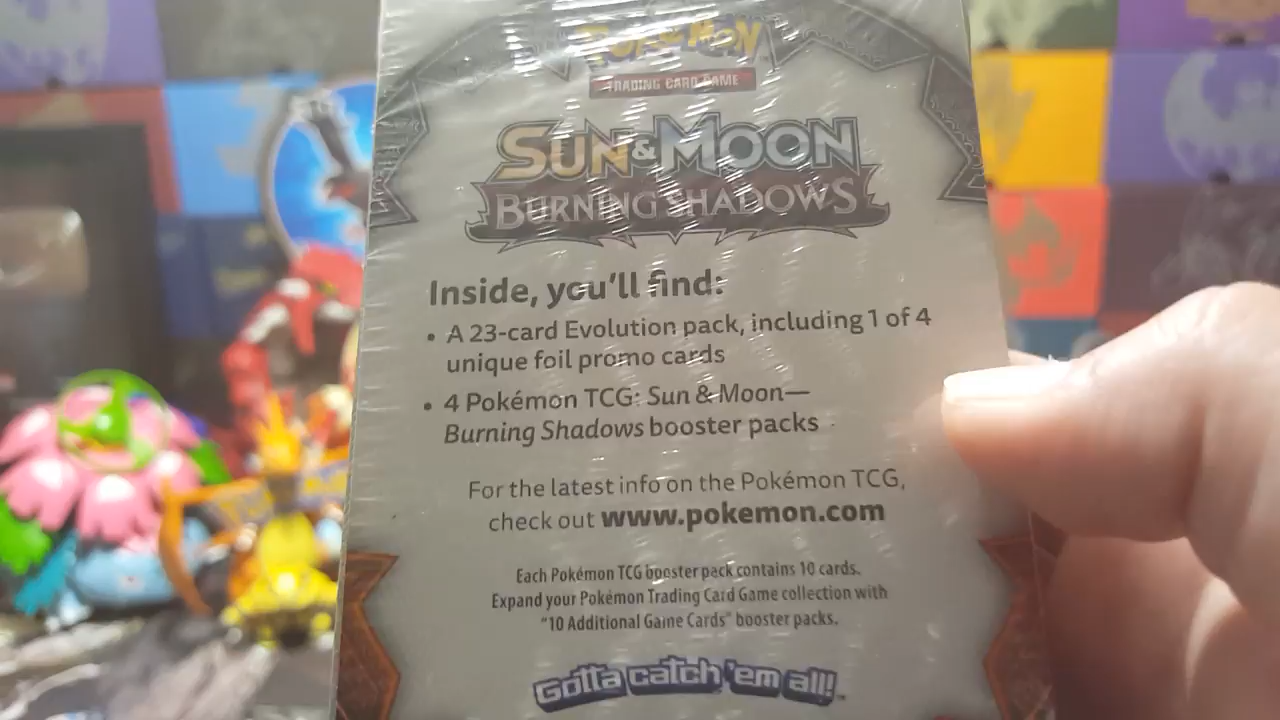 POKÉMON
TRADING CARD GAME
SUN & MOON
BURNING SHADOWS
Inside, you'll find:
• A 23-card Evolution pack, including 1 of 4
unique foil promo cards
• 4 Pokémon TCG: Sun & Moon—
Burning Shadows booster packs
For the latest info on the Pokémon TCG,
check out www.pokemon.com
Each Pokémon TCG booster pack contains 10 cards.
Expand your Pokémon Trading Card Game collection with
"10 Additional Game Cards" booster packs.
Gotta catch 'em all!™